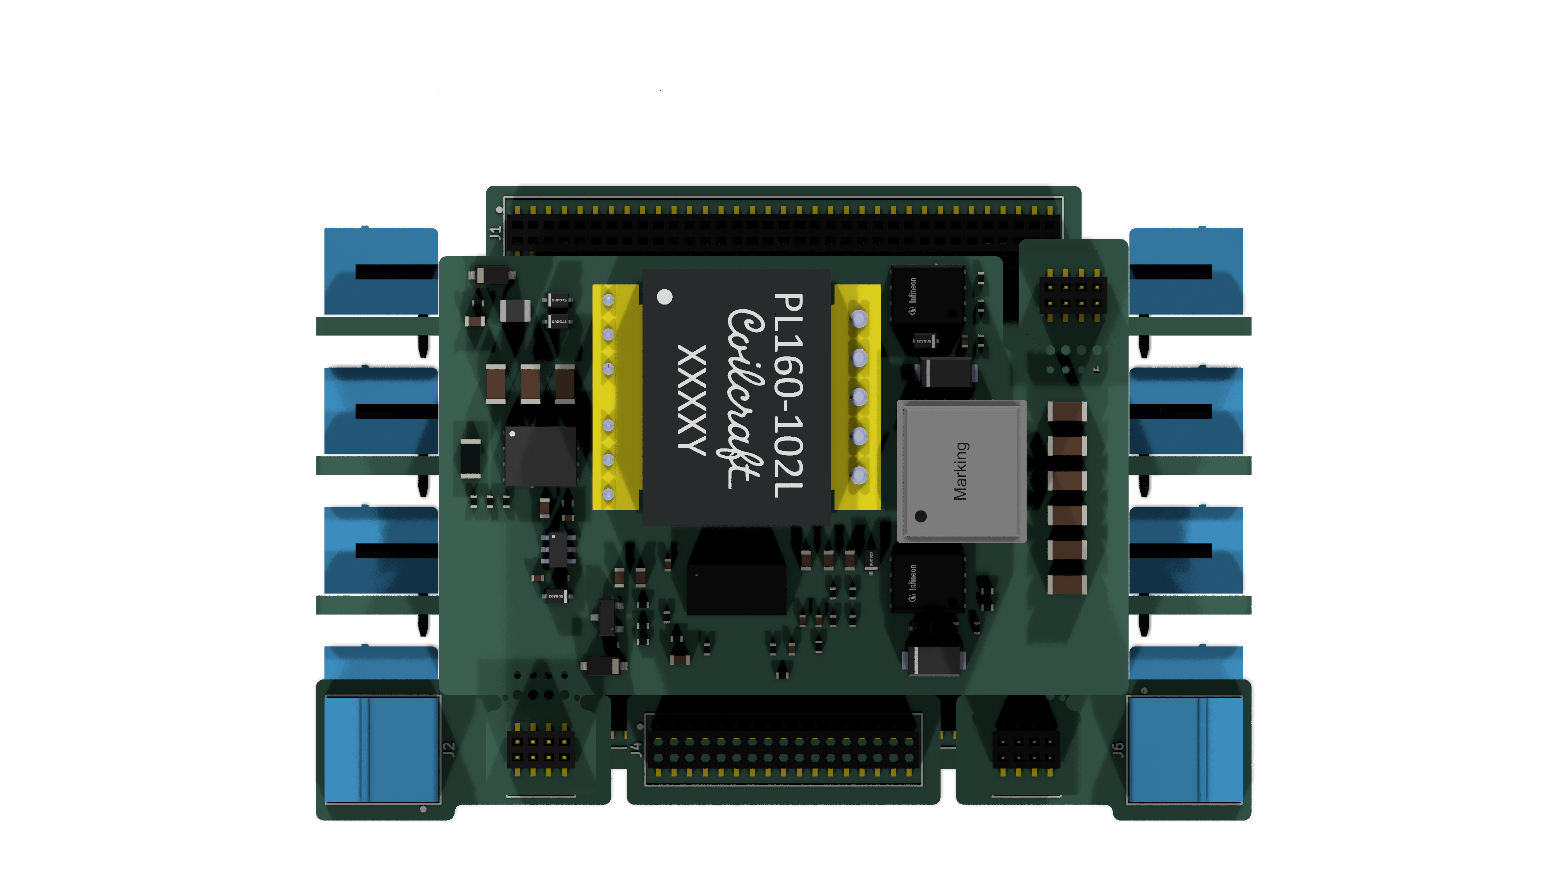 J1
PL160-102L
Coilcraft
XXXXY
Infineon
Marking
Infineon
J2
J4
J6